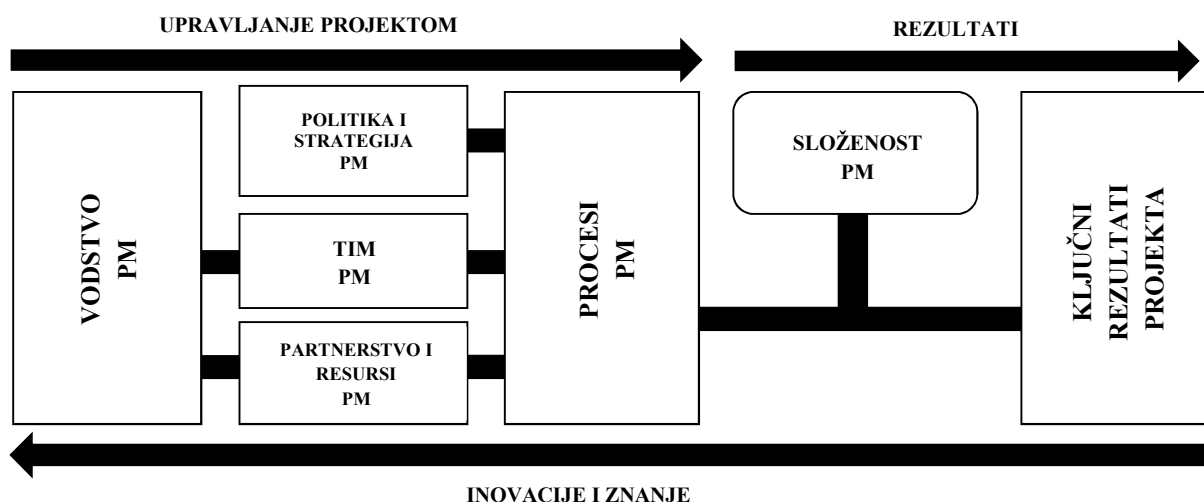 UPRAVLJANJE PROJEKTOM
REZULTATI
VODSTVO
PM
POLITIKA I
STRATEGIJA
PM
TIM
PM
PARTNERSTVO I
RESURSI
PM
PROCESI
PM
SLOŽENOST
PM
KLJUČNI
REZULTATI
PROJEKTA
INOVACIJE I ZNANJE